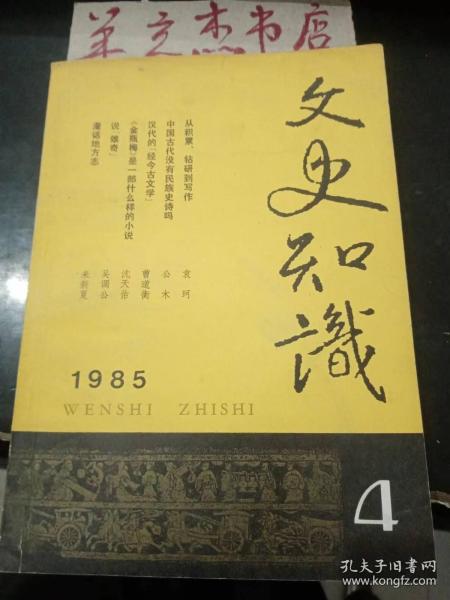 单立杰书店
文史知識
从积累、钻研到写作
中国古代没有民族史诗吗
汉代的「经今古文学」
《金瓶梅》是一部什么样的小说
说「雄奇」
漫话地方志
袁珂
公木
曹道衡
沈天佑
吴调公
来新夏
1985
WENSHI ZHISHI
4
孔夫子旧书网
www.kongfz.com